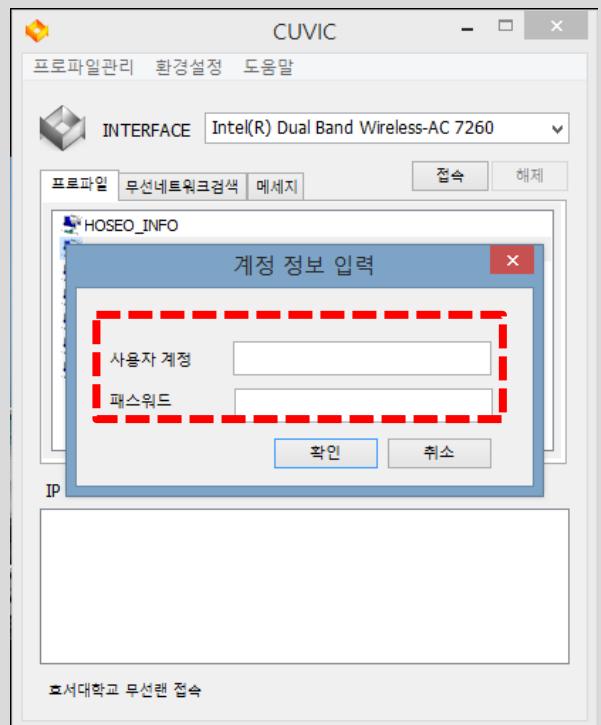 CUVIC
프로파일관리 환경설정 도움말
INTERFACE Intel(R) Dual Band Wireless-AC 7260
프로파일 무선네트워크검색 메세지 접속 해제
HOSEO_INFO
계정 정보 입력
사용자 계정
패스워드
확인 취소
IP
호서대학교 무선랜 접속